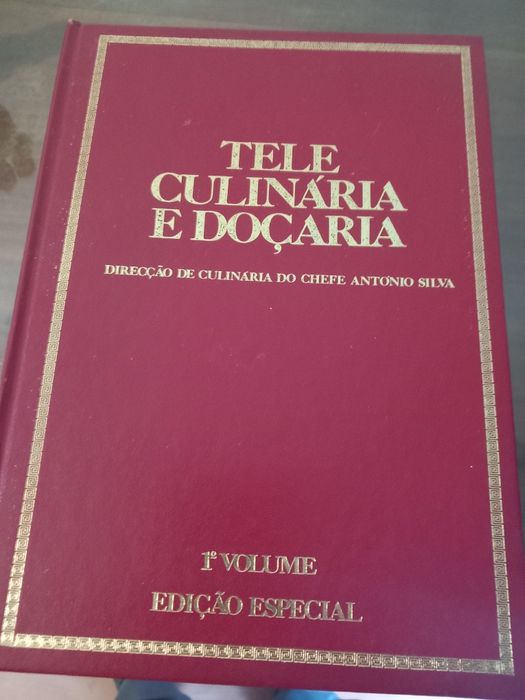 TELE
CULINÁRIA
E DOÇARIA
DIRECÇÃO DE CULINÁRIA DO CHEFE ANTÓNIO SILVA
1º VOLUME
EDIÇÃO ESPECIAL